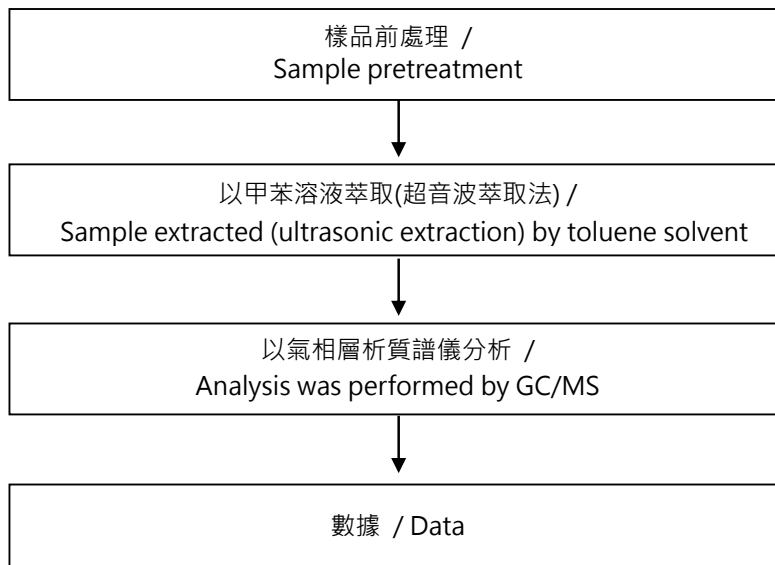 樣品前處理 /
Sample pretreatment
以甲苯溶液萃取(超音波萃取法) /
Sample extracted (ultrasonic extraction) by toluene solvent
以氣相層析質譜儀分析 /
Analysis was performed by GC/MS
數據 / Data